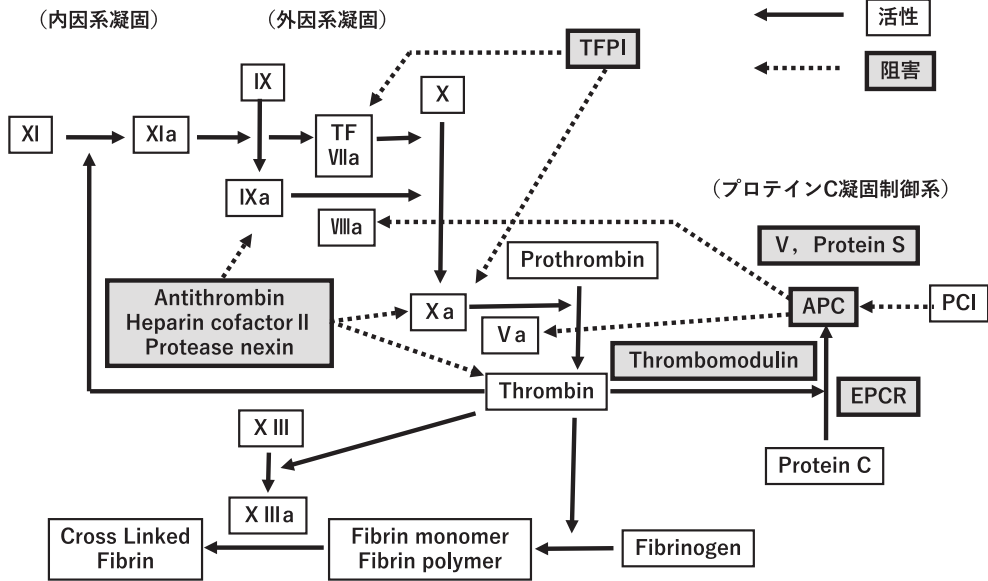 （内因系凝固）
（外因系凝固）
TFPI
活性
阻害
IX
X
XI
XIa
TF
VIIa
IXa
VIIIa
（プロテインC凝固制御系）
V，Protein S
Prothrombin
Antithrombin
Heparin cofactor II
Protease nexin
Xa
Va
APC
PCI
Thrombomodulin
Thrombin
EPCR
X III
Protein C
X IIIa
Cross Linked
Fibrin
Fibrin monomer
Fibrin polymer
Fibrinogen